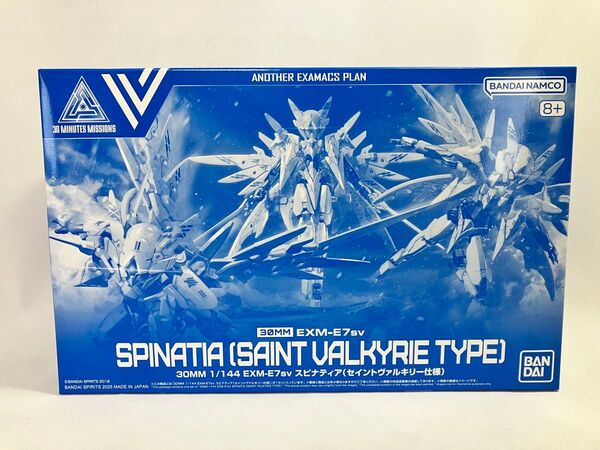 ANOTHER EXAMACS PLAN
30 MINUTES MISSIONS
BANDAI NAMCO
8+
30MM EXM-E7sv
SPINATIA (SAINT VALKYRIE TYPE)
30MM 1/144 EXM-E7sv スピナティア(セイントヴァルキリー仕様)
BAN
DAI
©BANDAI SPIRITS 2019
BANDAI SPIRITS 2025 MADE IN JAPAN